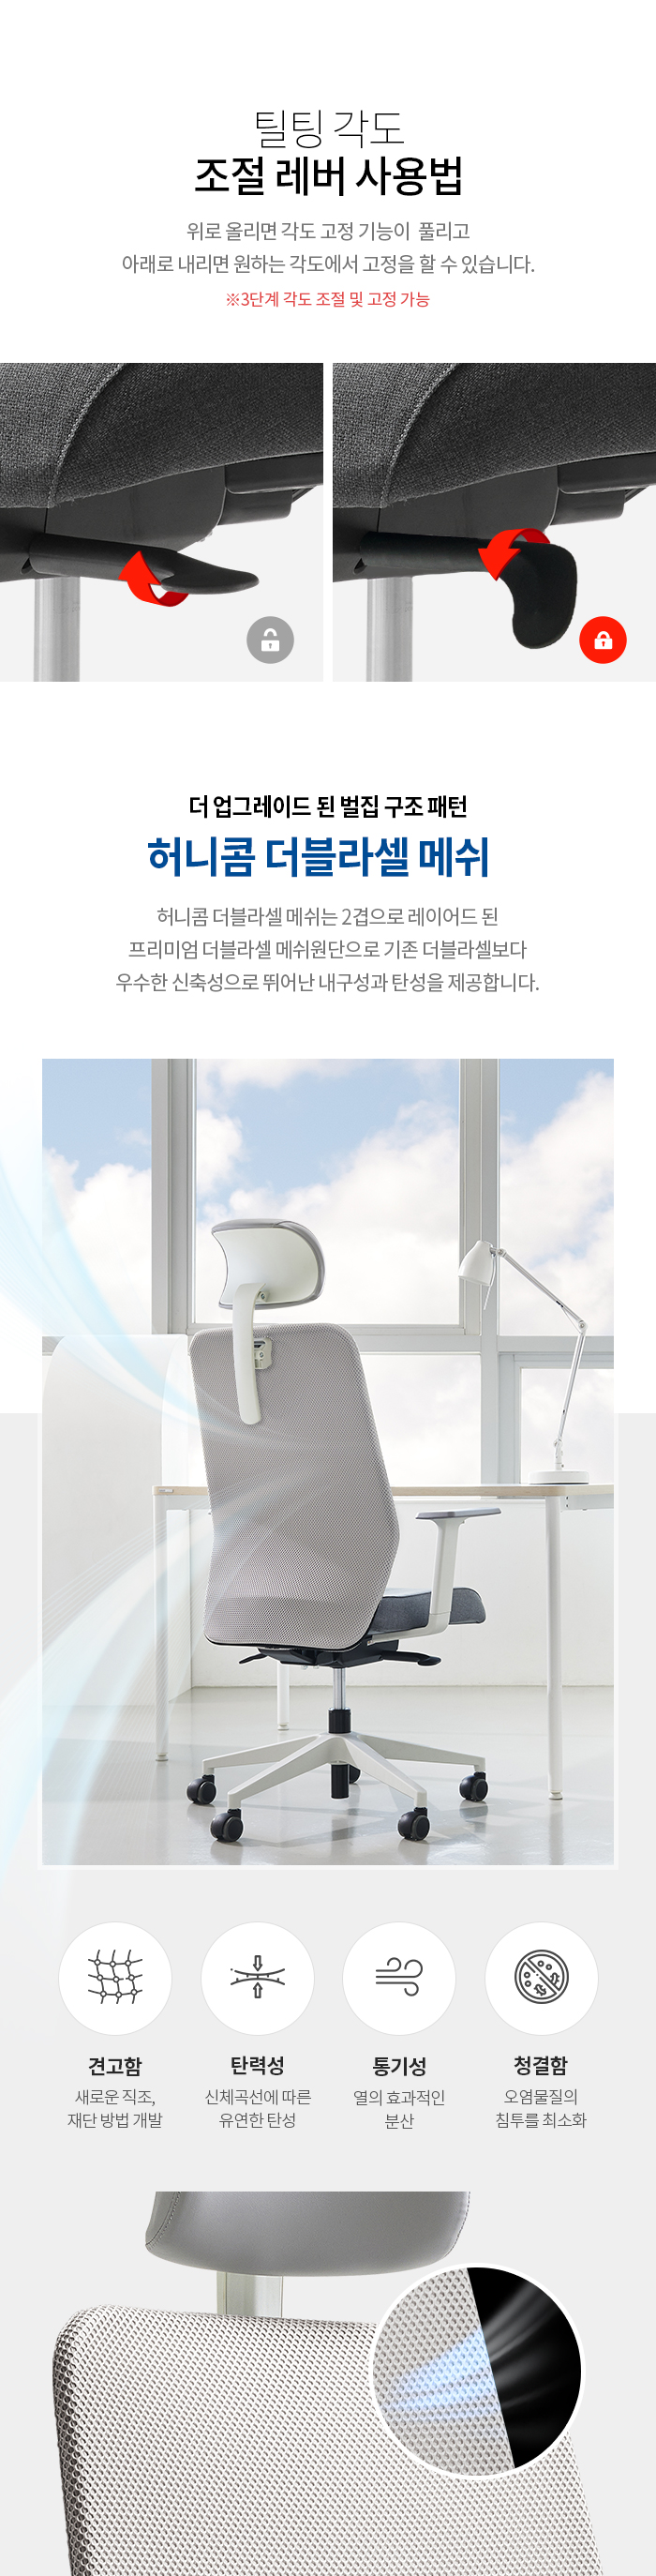 틸팅 각도
조절 레버 사용법
위로 올리면 각도 고정 기능이 풀리고
아래로 내리면 원하는 각도에서 고정을 할 수 있습니다.
※3단계 각도 조절 및 고정 가능
더 업그레이드 된 벌집 구조 패턴
허니콤 더블라셀 메쉬
허니콤 더블라셀 메쉬는 2겹으로 레이어드 된
프리미엄 더블라셀 메쉬원단으로 기존 더블라셀보다
우수한 신축성으로 뛰어난 내구성과 탄성을 제공합니다.
견고함
새로운 직조,
재단 방법 개발
탄력성
신체곡선에 따른
유연한 탄성
통기성
열의 효과적인
분산
청결함
오염물질의
침투를 최소화